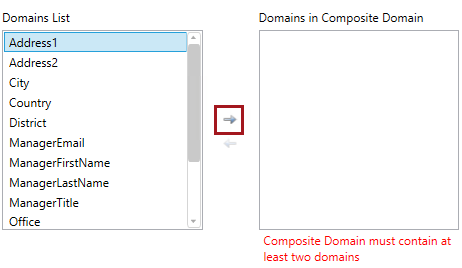 Domains List
Address1
Address2
City
Country
District
ManagerEmail
ManagerFirstName
ManagerLastName
ManagerTitle
Office
Domains in Composite Domain
Composite Domain must contain at
least two domains